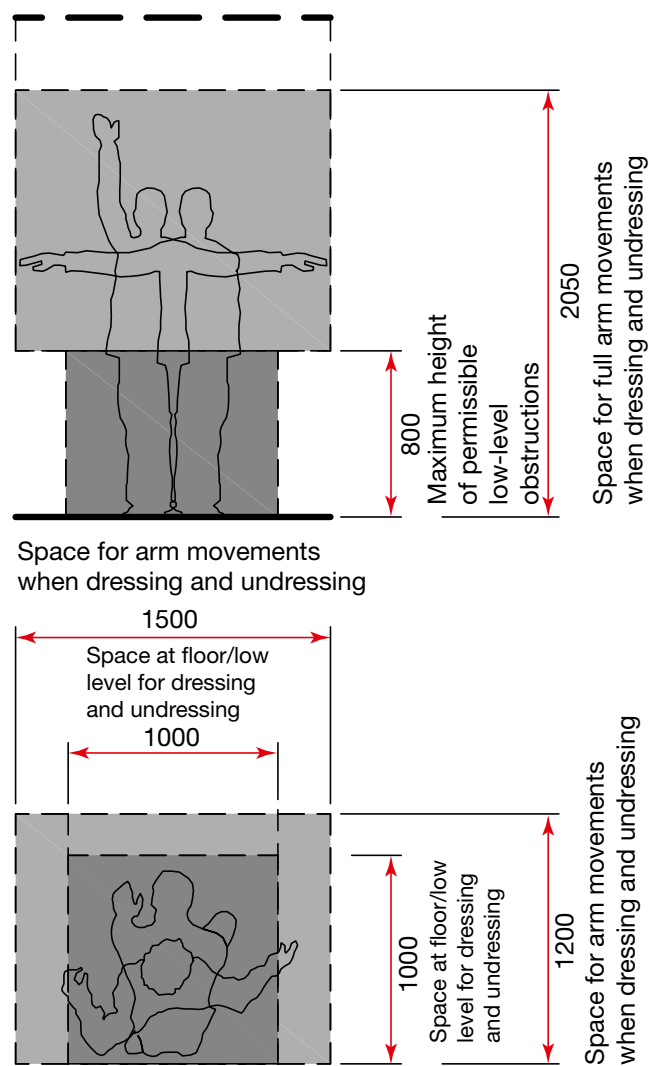 800
Maximum height
of permissible
low-level
obstructions
2050
Space for full arm movements
when dressing and undressing
Space for arm movements
when dressing and undressing
1500
Space at floor/low
level for dressing
and undressing
1000
1000
Space at floor/low
level for dressing
and undressing
1200
Space for arm movements
when dressing and undressing